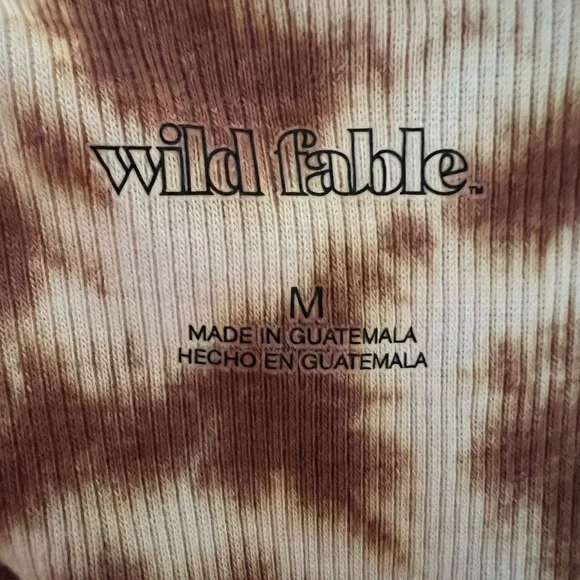 wild fable™
M
MADE IN GUATEMALA
HECHO EN GUATEMALA